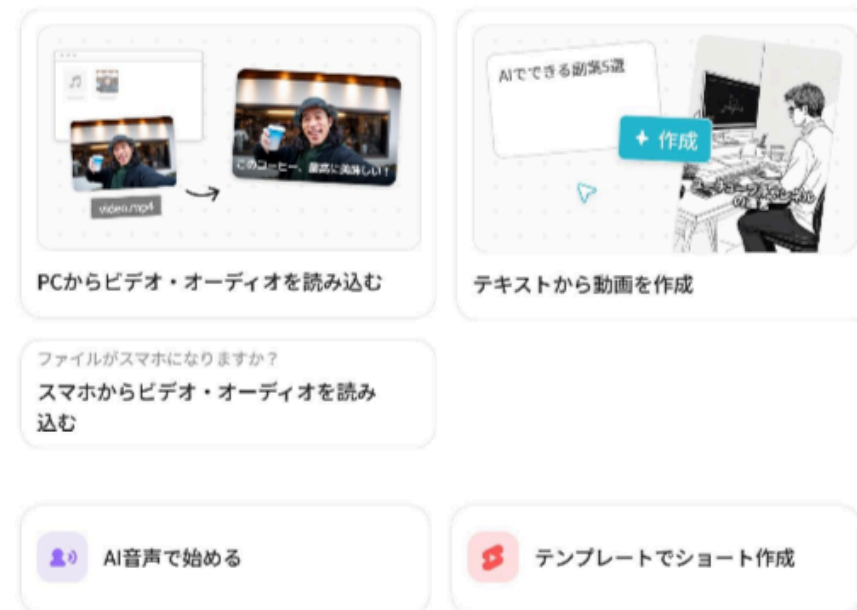 このコーヒー、最高に美味しい！
video.mp4
PCからビデオ・オーディオを読み込む
AIでできる副業5選
作成
テキストから動画を作成
ファイルがスマホになりますか？
スマホからビデオ・オーディオを読み
込む
AI音声で始める
テンプレートでショート作成